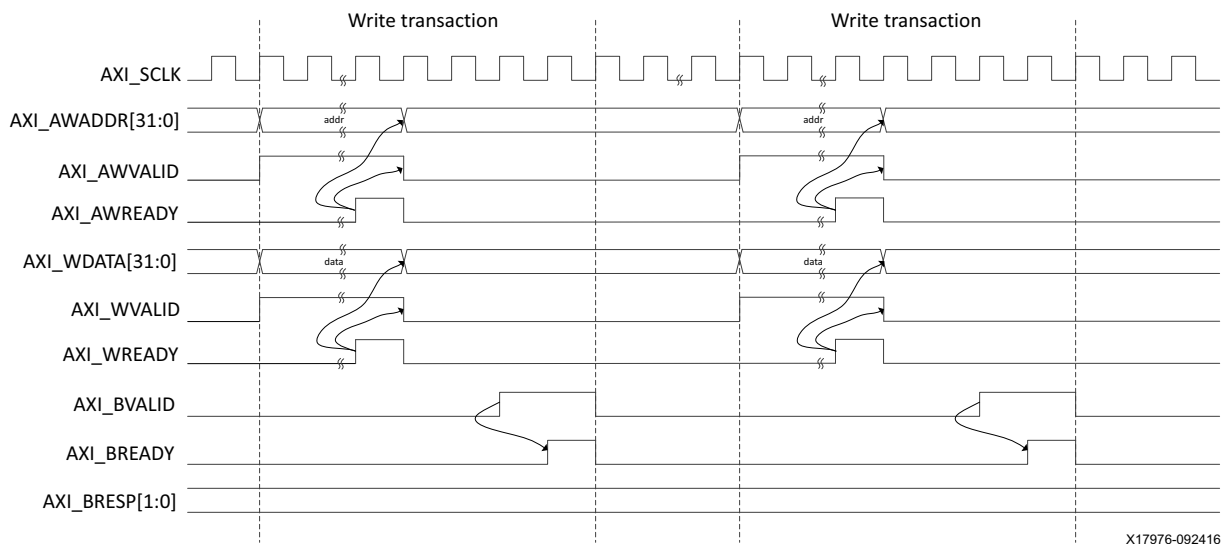 Write transaction Write transaction
AXI_SCLK
AXI_AWADDR[31:0] addr addr
AXI_AWVALID
AXI_AWREADY
AXI_WDATA[31:0] data data
AXI_WVALID
AXI_WREADY
AXI_BVALID
AXI_BREADY
AXI_BRESP[1:0]
X17976-092416